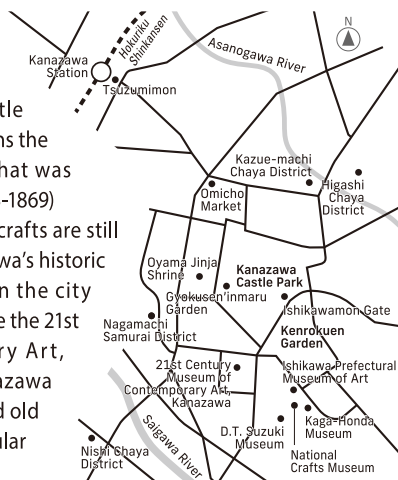 N
Hokuriku
Shinkansen
Asanogawa River
Kanazawa
Station
Tsuzumimon
Kazue-machi
Chaya District
Omicho
Market
Higashi
Chaya
District
Oyama Jinja
Shrine
Kanazawa
Castle Park
Gyokusen'inmaru
Garden
Ishikawamon Gate
Nagamachi
Samurai District
Kenrokuen
Garden
21st Century
Museum of
Contemporary Art,
Kanazawa
Ishikawa Prefectural
Museum of Art
Kaga-Honda
Museum
D.T. Suzuki
Museum
National
Crafts Museum
Saigawa River
Nishi Chaya
District
tle
ns the
hat was
-1869)
crafts are still
wa's historic
n the city
e the 21st
ry Art,
nazawa
d old
ular